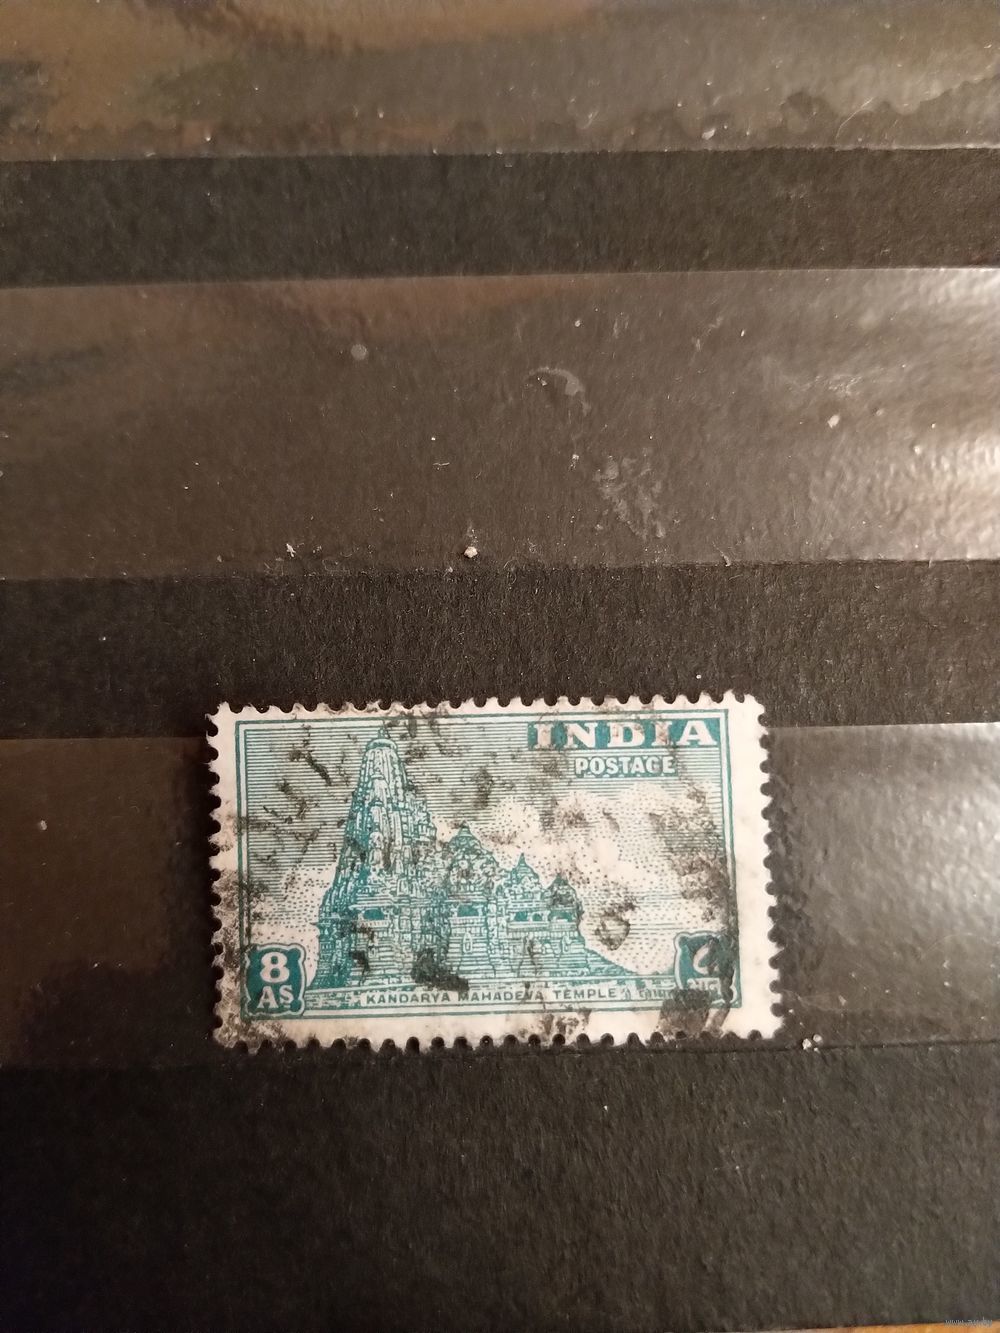 INDIA
POSTAGE
8
AS
KANDARYA MAHADEVA TEMPLE